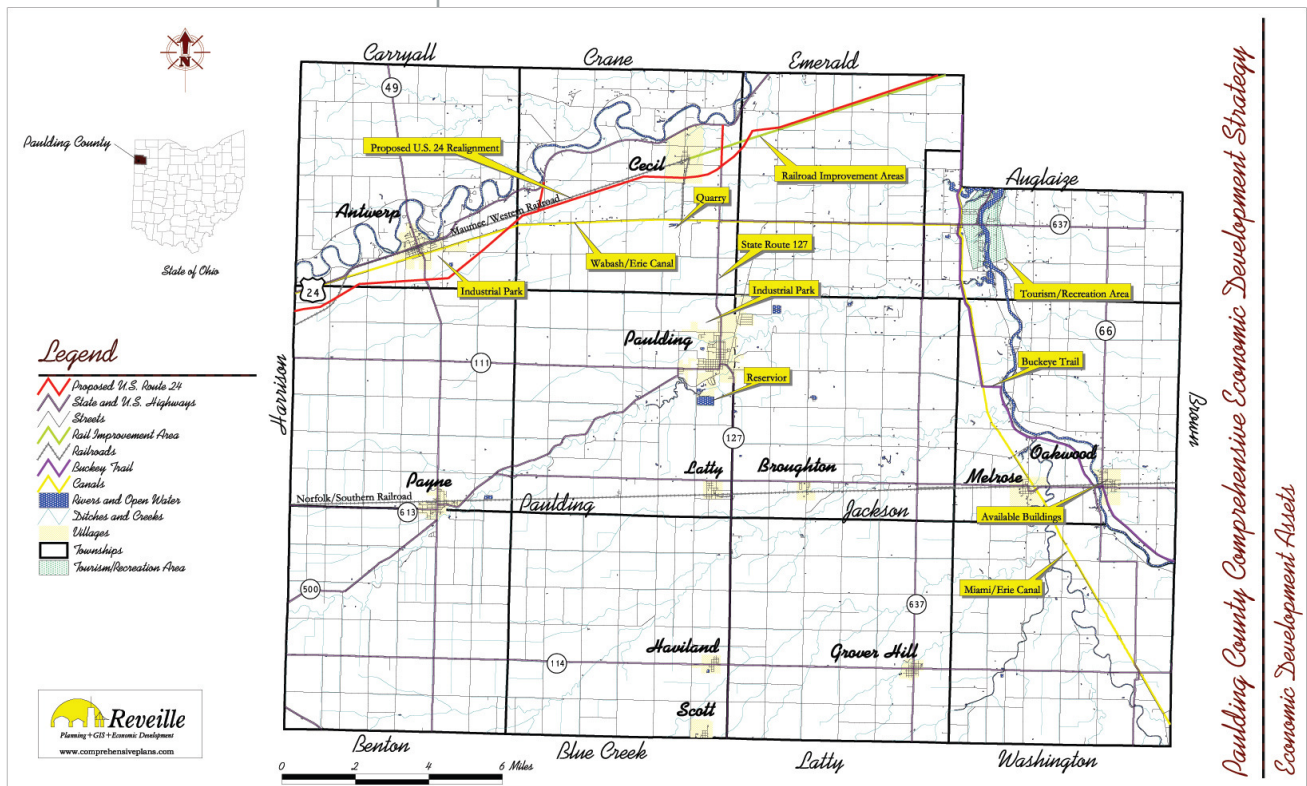 Carryall
Crane
Emerald
N
49
Paulding County
Proposed U.S. 24 Realignment
Cecil
Railroad Improvement Areas
Auglaize
Quarry
Antwerp
Maumee/Western Railroad
637
State Route 127
Wabash/Erie Canal
State of Ohio
24
Industrial Park
Industrial Park
Tourism/Recreation Area
Paulding
66
Legend
111
Buckeye Trail
Reservior
Proposed U.S. Route 24
State and U.S. Highways
Streets
Rail Improvement Area
Railroads
Buckey Trail
Canals
Rivers and Open Water
Ditches and Creeks
Villages
Townships
Tourism/Recreation Area
Harrison
Brown
127
Oakwood
Latty
Broughton
Melrose
Payne
Norfolk/Southern Railroad
613
Paulding
Jackson
Available Buildings
500
Miami/Erie Canal
637
Haviland
114
Grover Hill
Scott
Reveille
Planning+GIS+Economic Development
www.comprehensiveplans.com
Benton
Blue Creek
Latty
Washington
0 2 4 6 Miles
Paulding County Comprehensive Economic Development Strategy
Economic Development Assets